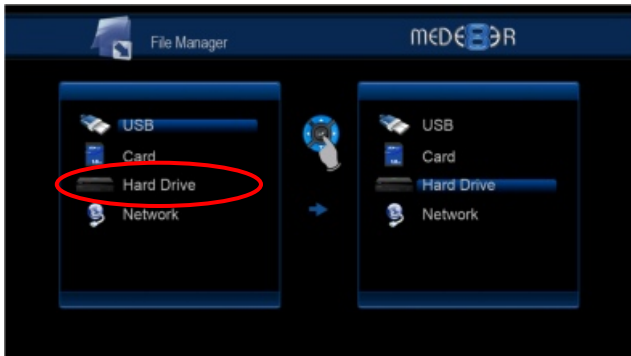 File Manager
MEDE8ER
USB
Card
Hard Drive
Network
USB
Card
Hard Drive
Network